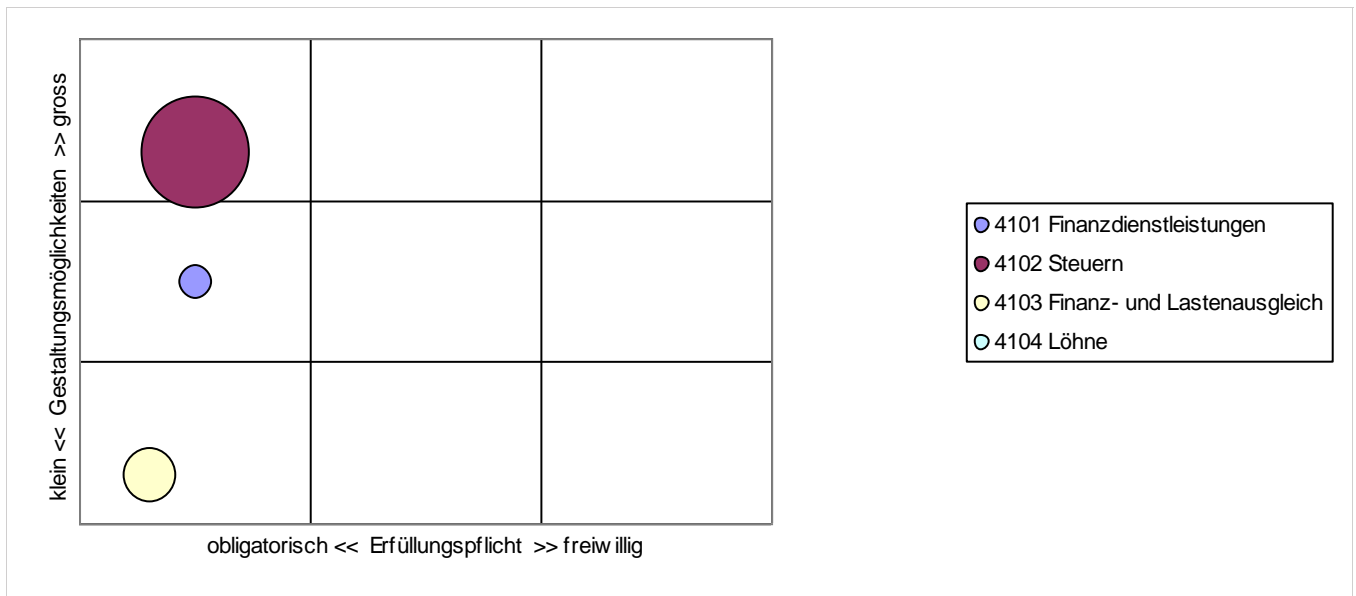 klein << Gestaltungsmöglichkeiten >> gross
obligatorisch << Erfüllungspflicht >> freiwillig
4101 Finanzdienstleistungen
4102 Steuern
4103 Finanz- und Lastenausgleich
4104 Löhne